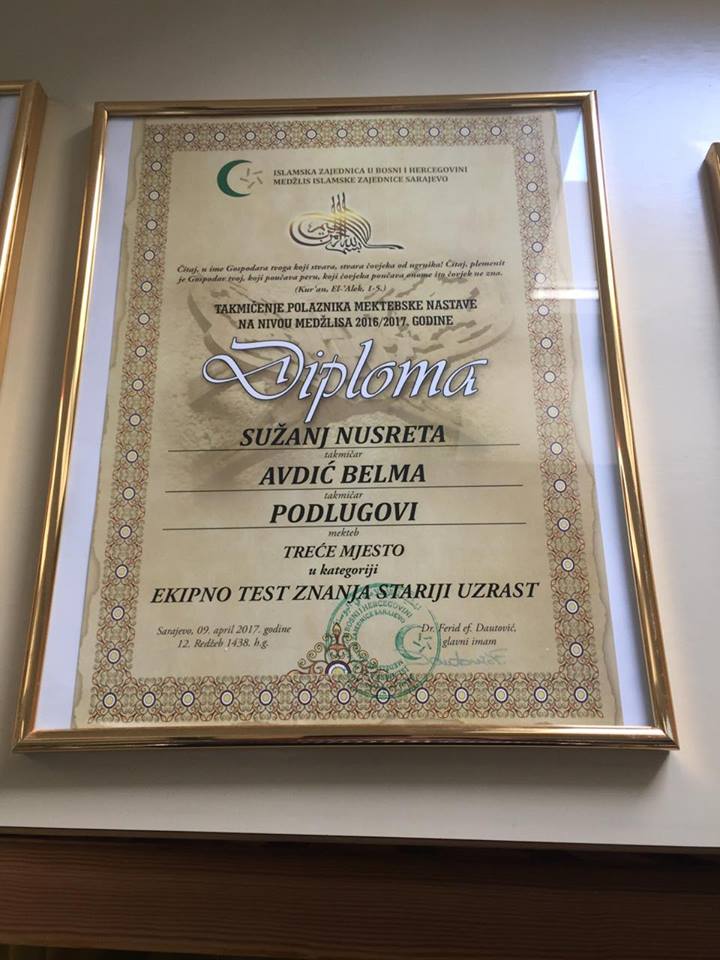 ISLAMSKA ZAJEDNICA U BOSNI I HERCEGOVINI
MEDŽLIS ISLAMSKE ZAJEDNICE SARAJEVO
Čitaj, u ime Gospodara tvoga koji stvara, stvara čovjeka od ugruška! Čitaj, plemenit
je Gospodar tvoj, koji poučava peru, koji čovjeka poučava onome što čovjek ne zna.
(Kur'an, El-'Alek, 1-5.)
TAKMIČENJE POLAZNIKA MEKTEBSKE NASTAVE
NA NIVOU MEDŽLISA 2016/2017. GODINE
Diploma
SUŽANJ NUSRETA
takmičar
AVDIĆ BELMA
takmičar
PODLUGOVI
mekteb
TREĆE MJESTO
u kategoriji
EKIPNO TEST ZNANJA STARIJI UZRAST
Sarajevo, 09. april 2017. godine
12. Redžeb 1438. h.g.
Dr. Ferid ef. Dautović,
glavni imam